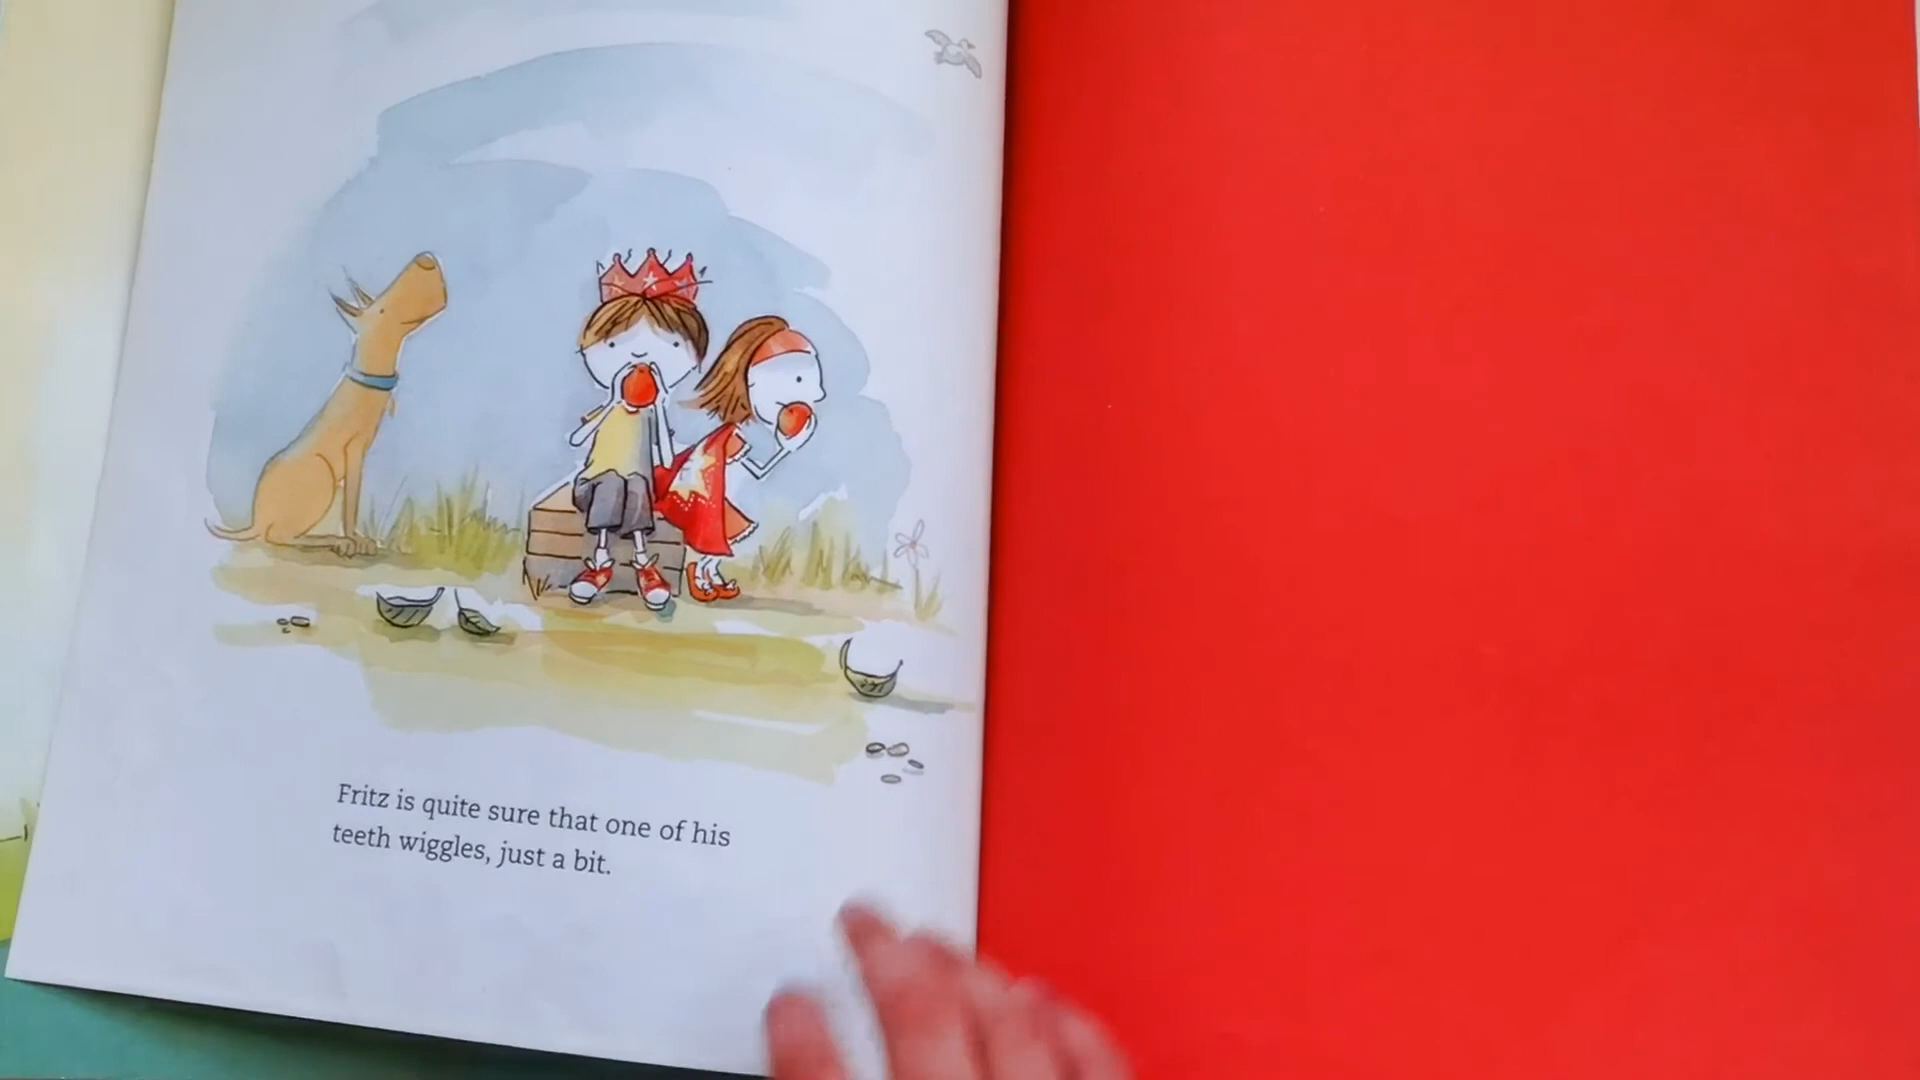 Fritz is quite sure that one of his
teeth wiggles, just a bit.